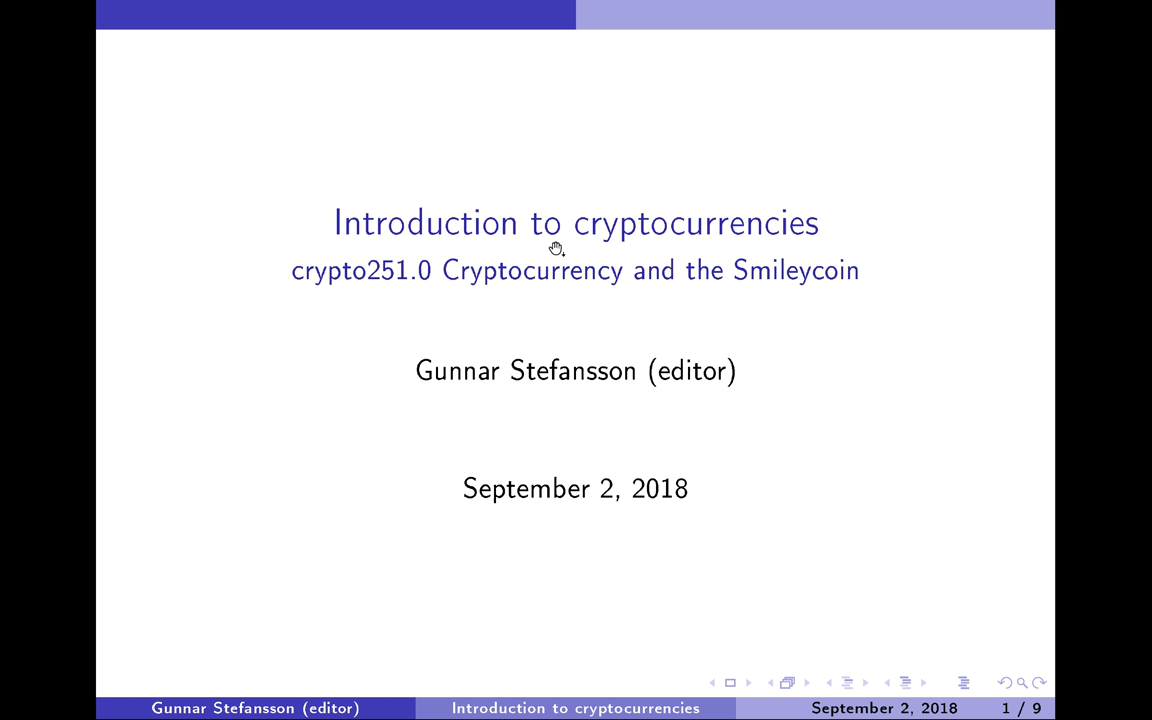 Introduction to cryptocurrencies
crypto251.0 Cryptocurrency and the Smileycoin
Gunnar Stefansson (editor)
September 2, 2018
Gunnar Stefansson (editor) Introduction to cryptocurrencies September 2, 2018 1 / 9